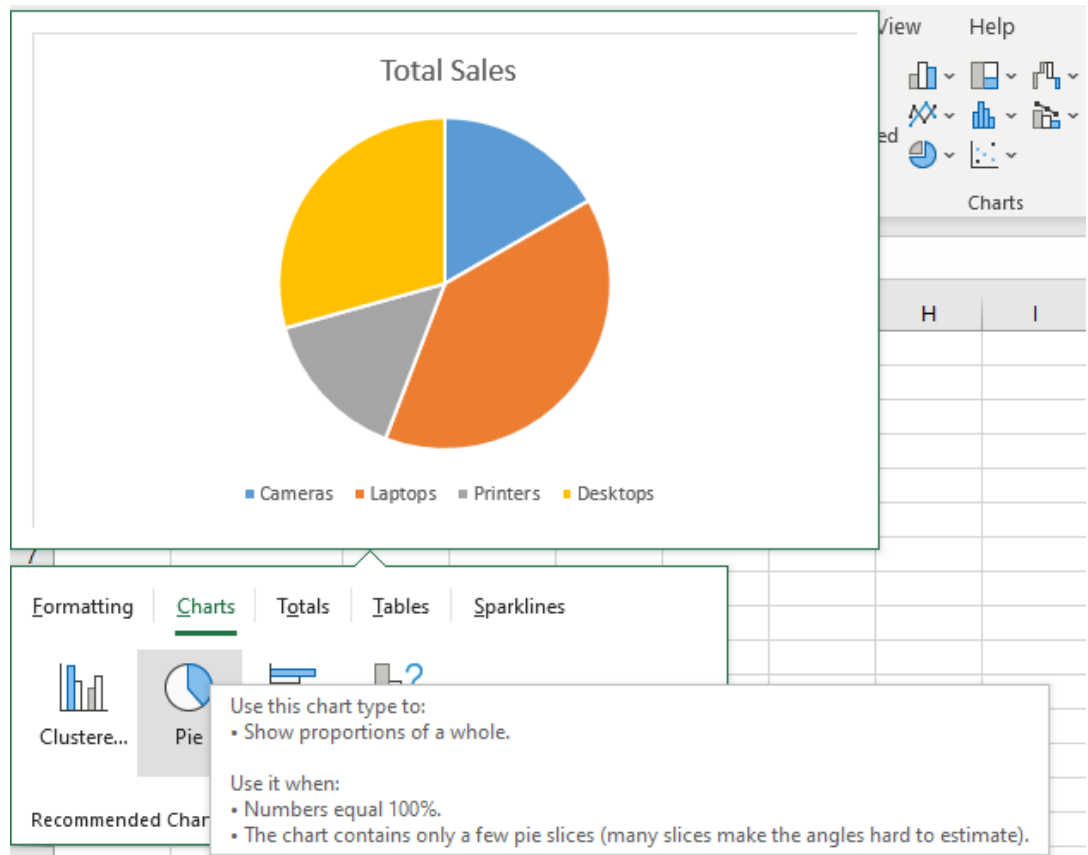 View Help
Total Sales
Charts
H I
Cameras Laptops Printers Desktops
7
Formatting Charts Totals Tables Sparklines
Clustere... Pie
Use this chart type to:
• Show proportions of a whole.
Use it when:
• Numbers equal 100%.
• The chart contains only a few pie slices (many slices make the angles hard to estimate).
Recommended Char